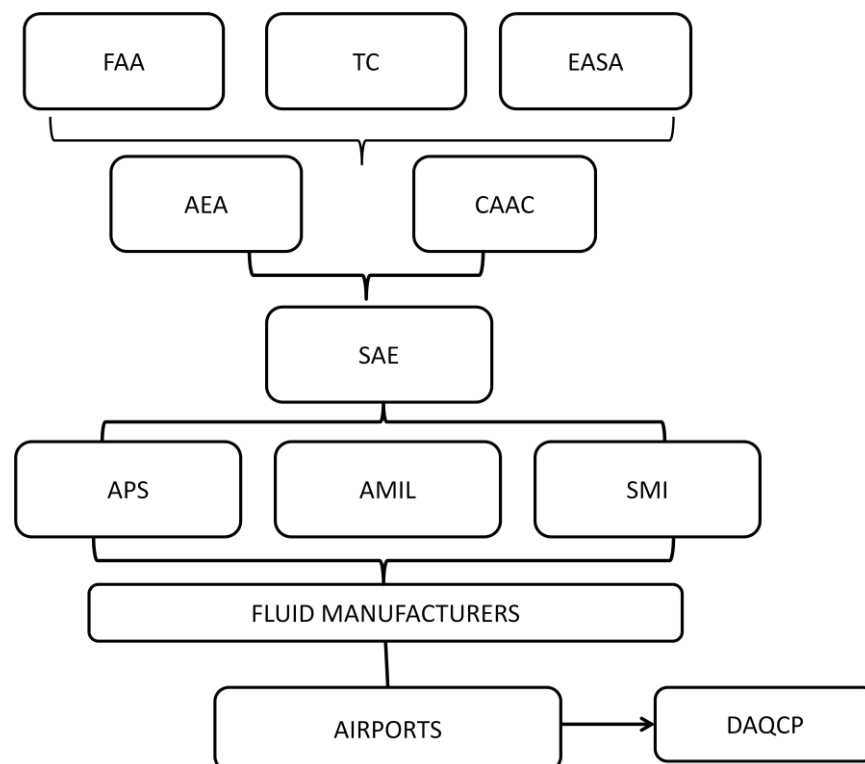 FAA
TC
EASA
AEA
CAAC
SAE
APS
AMIL
SMI
FLUID MANUFACTURERS
AIRPORTS
DAQCP